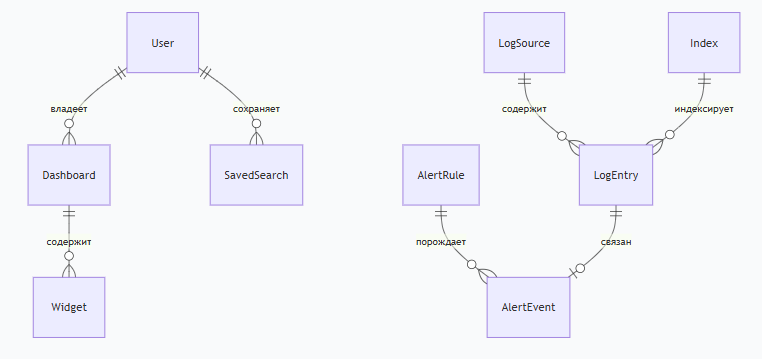 User
LogSource
Index
владеет
сохраняет
содержит
индексирует
Dashboard
SavedSearch
AlertRule
LogEntry
содержит
порождает
связан
Widget
AlertEvent